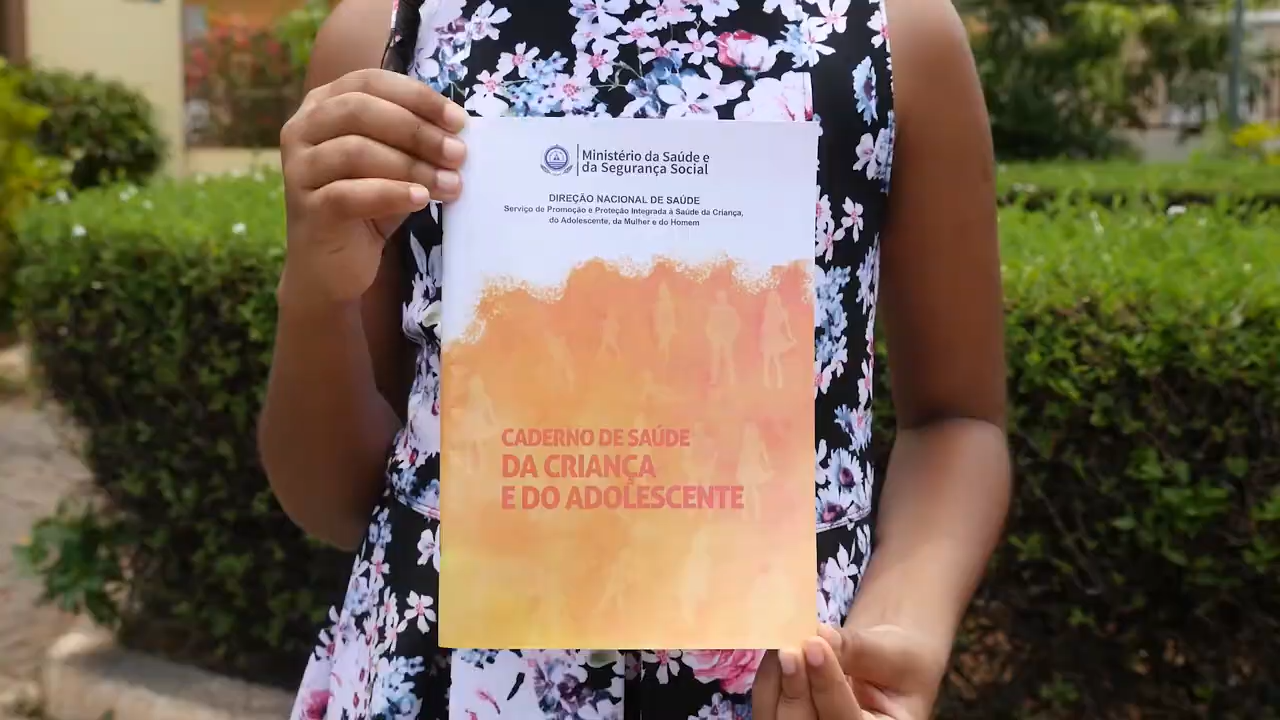 Ministério da Saúde e
da Segurança Social
DIREÇÃO NACIONAL DE SAÚDE
Serviço de Promoção e Proteção Integrada à Saúde da Criança,
do Adolescente, da Mulher e do Homem
CADERNO DE SAÚDE
DA CRIANÇA
E DO ADOLESCENTE